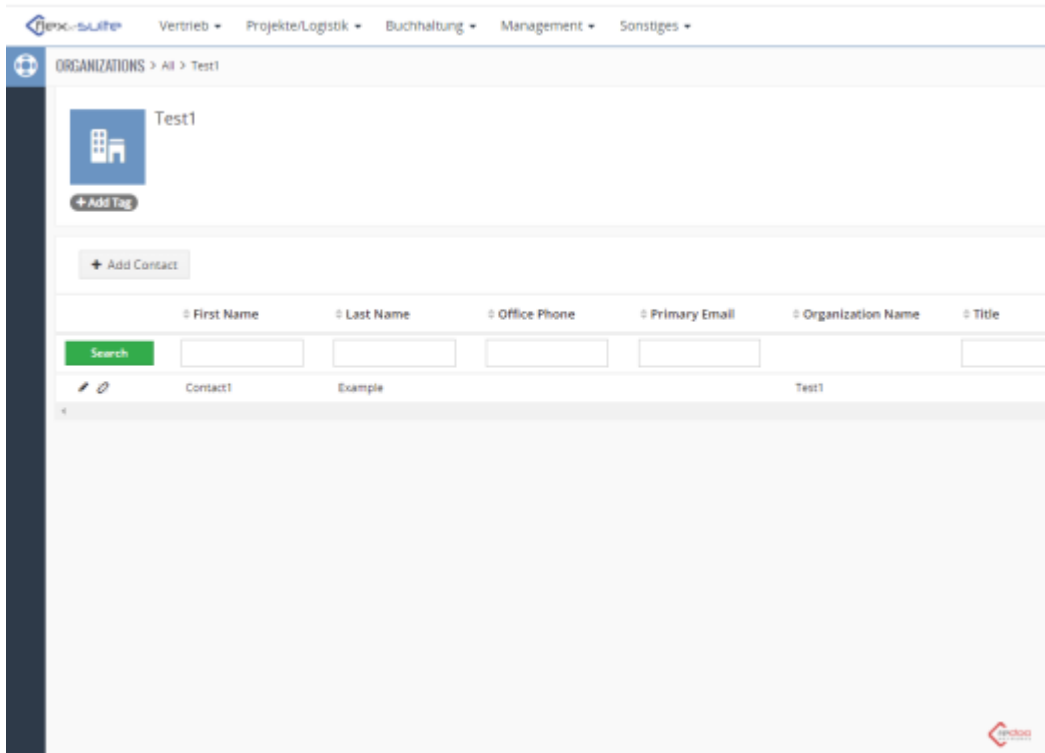 flex-suite Vertrieb Projekte/Logistik Buchhaltung Management Sonstiges
ORGANIZATIONS > All > Test1
Test1
+ Add Tag
+ Add Contact
First Name Last Name Office Phone Primary Email Organization Name Title
Search
Contact1 Example Test1